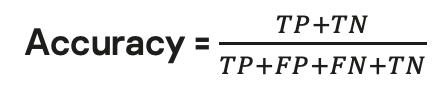 Accuracy = TP+TN / TP+FP+FN+TN